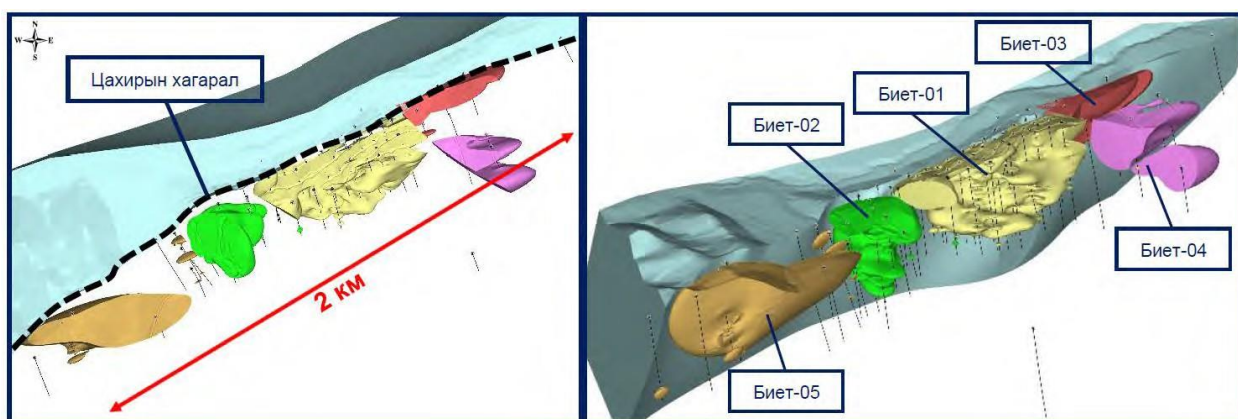 N
W E
S
Цахирын хагарал
2 км
Биет-03
Биет-01
Биет-02
Биет-04
Биет-05